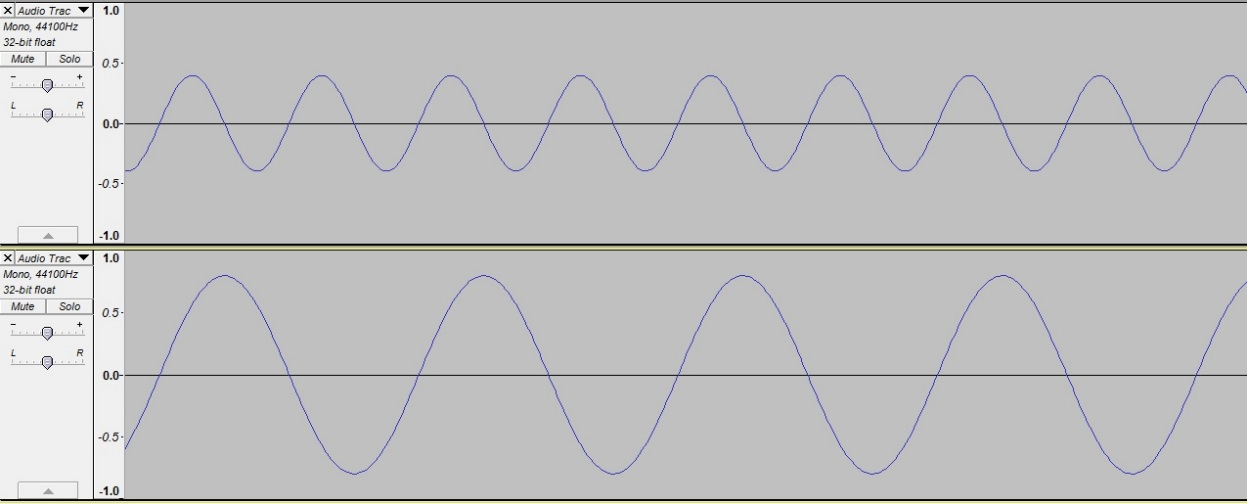 × Audio Trac ▼
Mono, 44100Hz
32-bit float
Mute Solo
- +
L R
1.0
0.5
0.0
-0.5
-1.0
× Audio Trac ▼
Mono, 44100Hz
32-bit float
Mute Solo
- +
L R
1.0
0.5
0.0
-0.5
-1.0